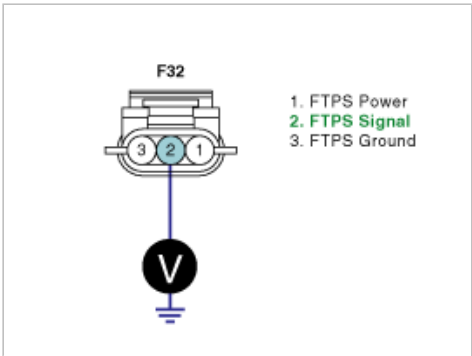 F32
1. FTPS Power
2. FTPS Signal
3. FTPS Ground
3 2 1
V